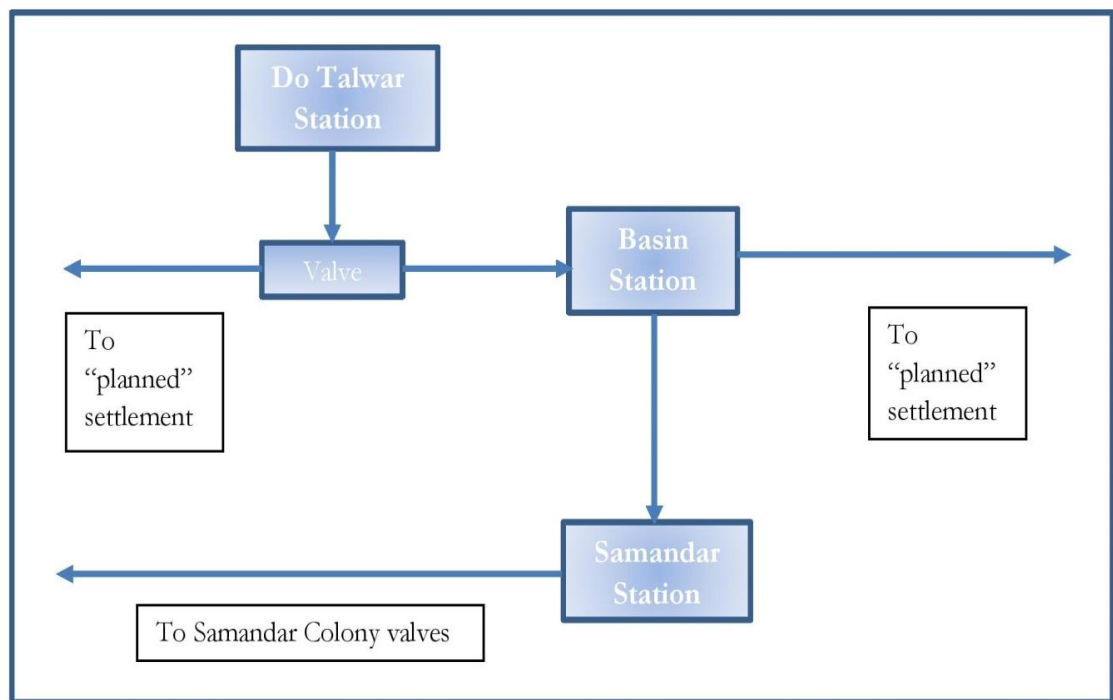 Do Talwar
Station
Valve
Basin
Station
To
“planned”
settlement
To
“planned”
settlement
Samandar
Station
To Samandar Colony valves